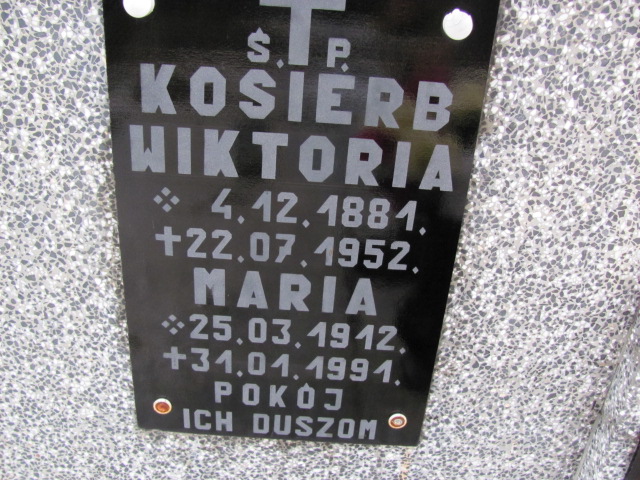 Ś. P.
KOSIERB
WIKTORIA
4.12.1881.
22.07.1952.
MARIA
25.03.1912.
31.01.1991.
POKÓJ
ICH DUSZOM